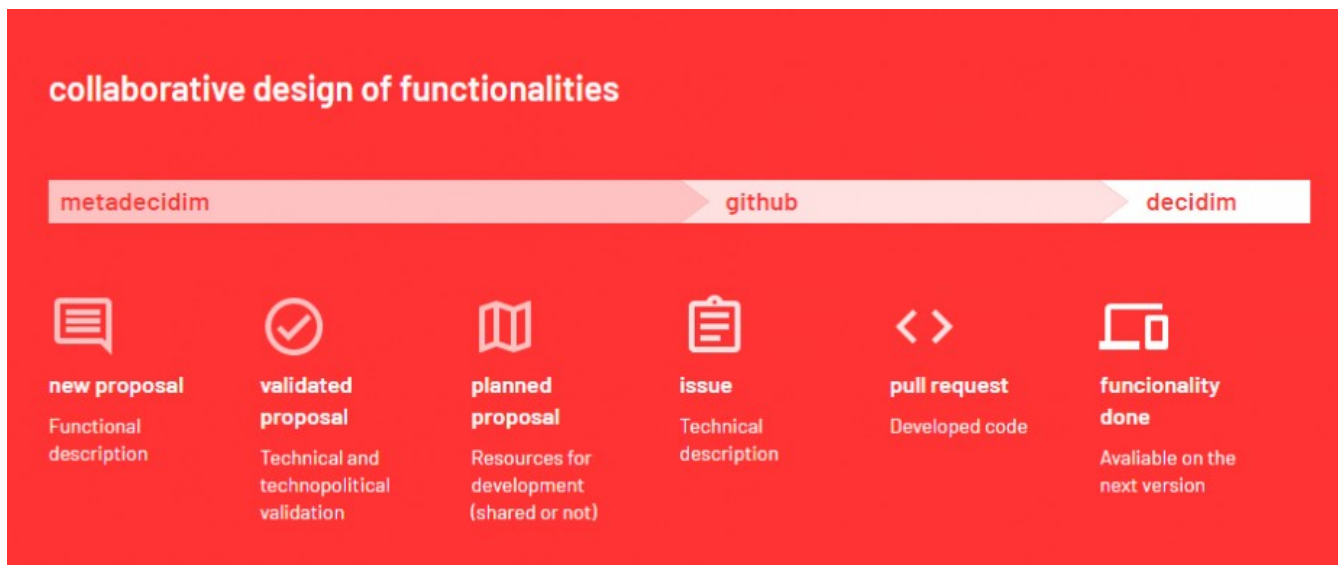 collaborative design of functionalities
metadecidim
github
decidim
new proposal
Functional
description
validated
proposal
Technical and
technopolitical
validation
planned
proposal
Resources for
development
(shared or not)
issue
Technical
description
pull request
Developed code
funcionality
done
Avaliable on the
next version